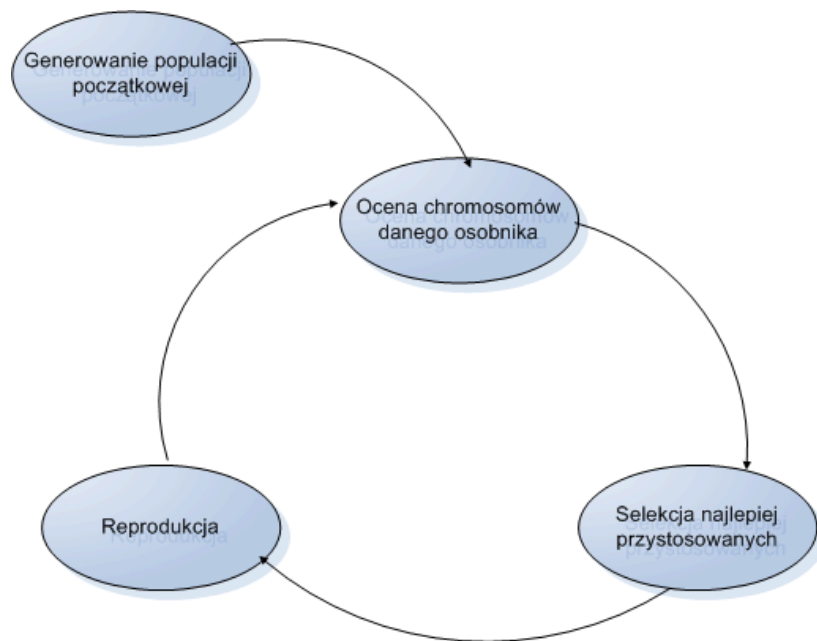 Generowanie populacji
początkowej
Ocena chromosomów
danego osobnika
Reprodukcja
Selekcja najlepiej
przystosowanych